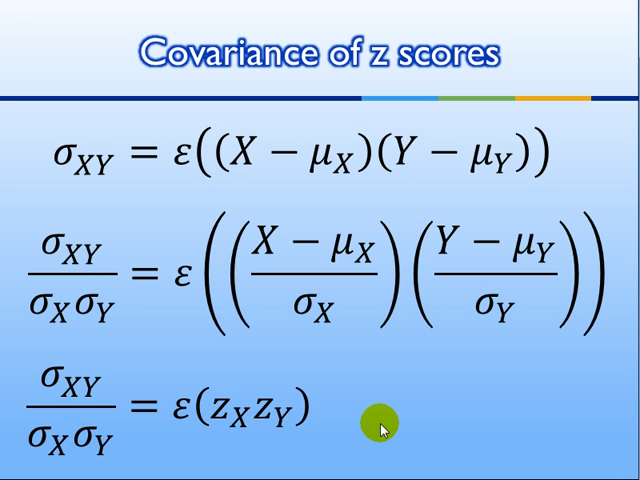 Covariance of z scores
σ_XY = ε((X − μ_X)(Y − μ_Y))
σ_XY / σ_X σ_Y = ε(((X − μ_X) / σ_X)((Y − μ_Y) / σ_Y))
σ_XY / σ_X σ_Y = ε(z_X z_Y)